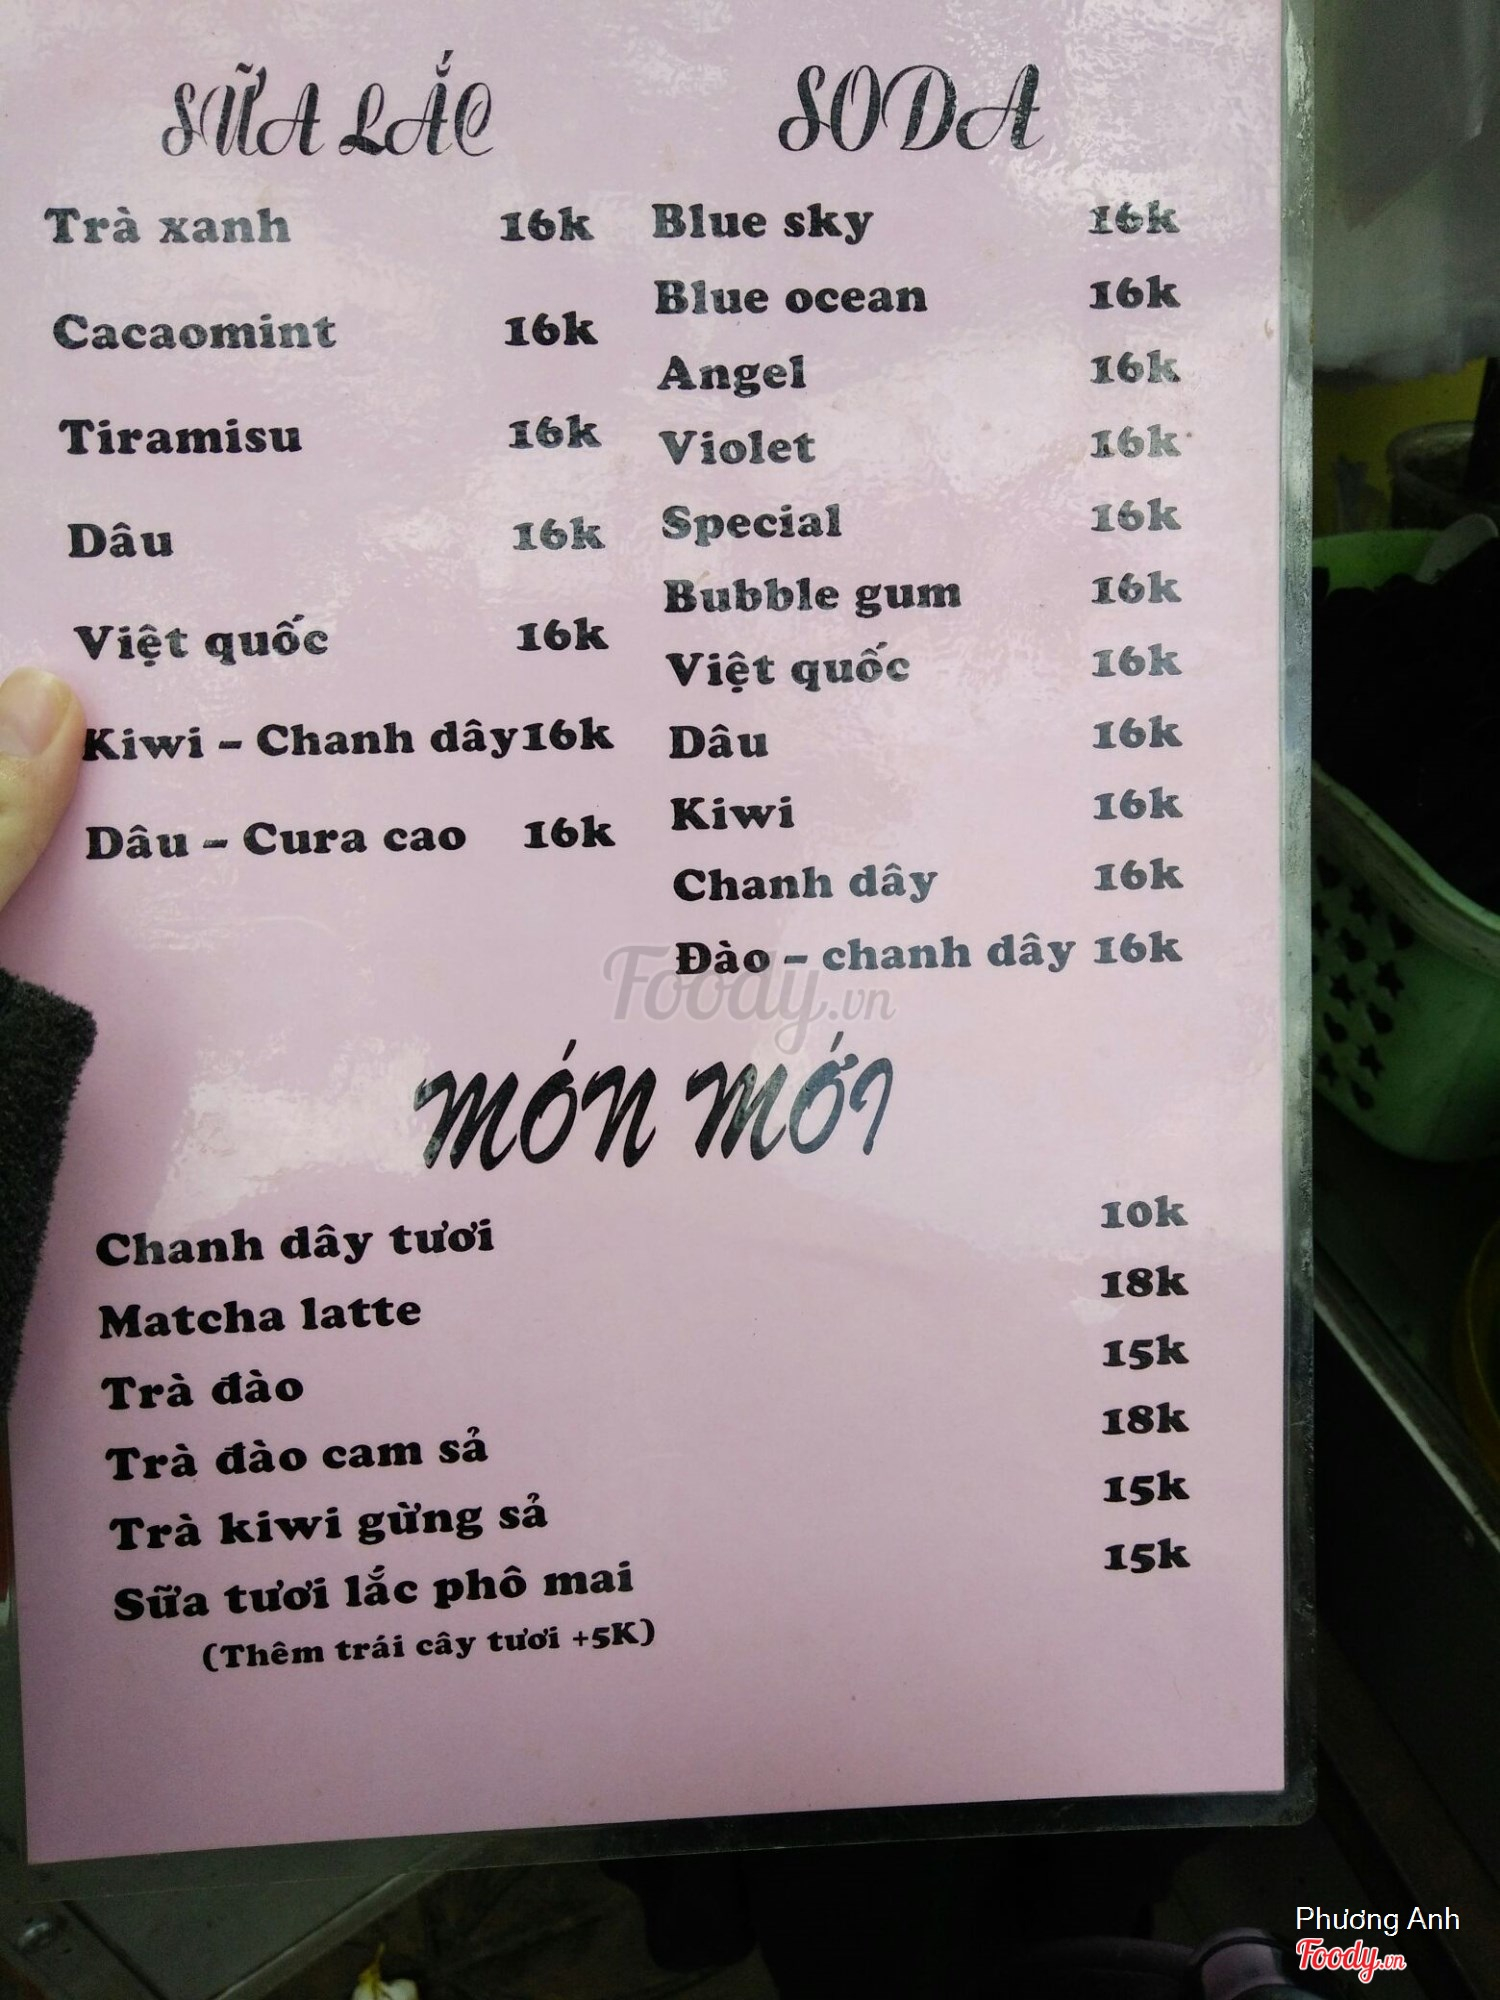 SỮA LẮC
Trà xanh 16k
Cacaomint 16k
Tiramisu 16k
Dâu 16k
Việt quốc 16k
Kiwi – Chanh dây 16k
Dâu – Cura cao 16k
SODA
Blue sky 16k
Blue ocean 16k
Angel 16k
Violet 16k
Special 16k
Bubble gum 16k
Việt quốc 16k
Dâu 16k
Kiwi 16k
Chanh dây 16k
Đào – chanh dây 16k
Foody.vn
MÓN MỚI
Chanh dây tươi 10k
Matcha latte 18k
Trà đào 15k
Trà đào cam sả 18k
Trà kiwi gừng sả 15k
Sữa tươi lắc phô mai 15k
(Thêm trái cây tươi +5K)
Phương Anh
Foody.vn